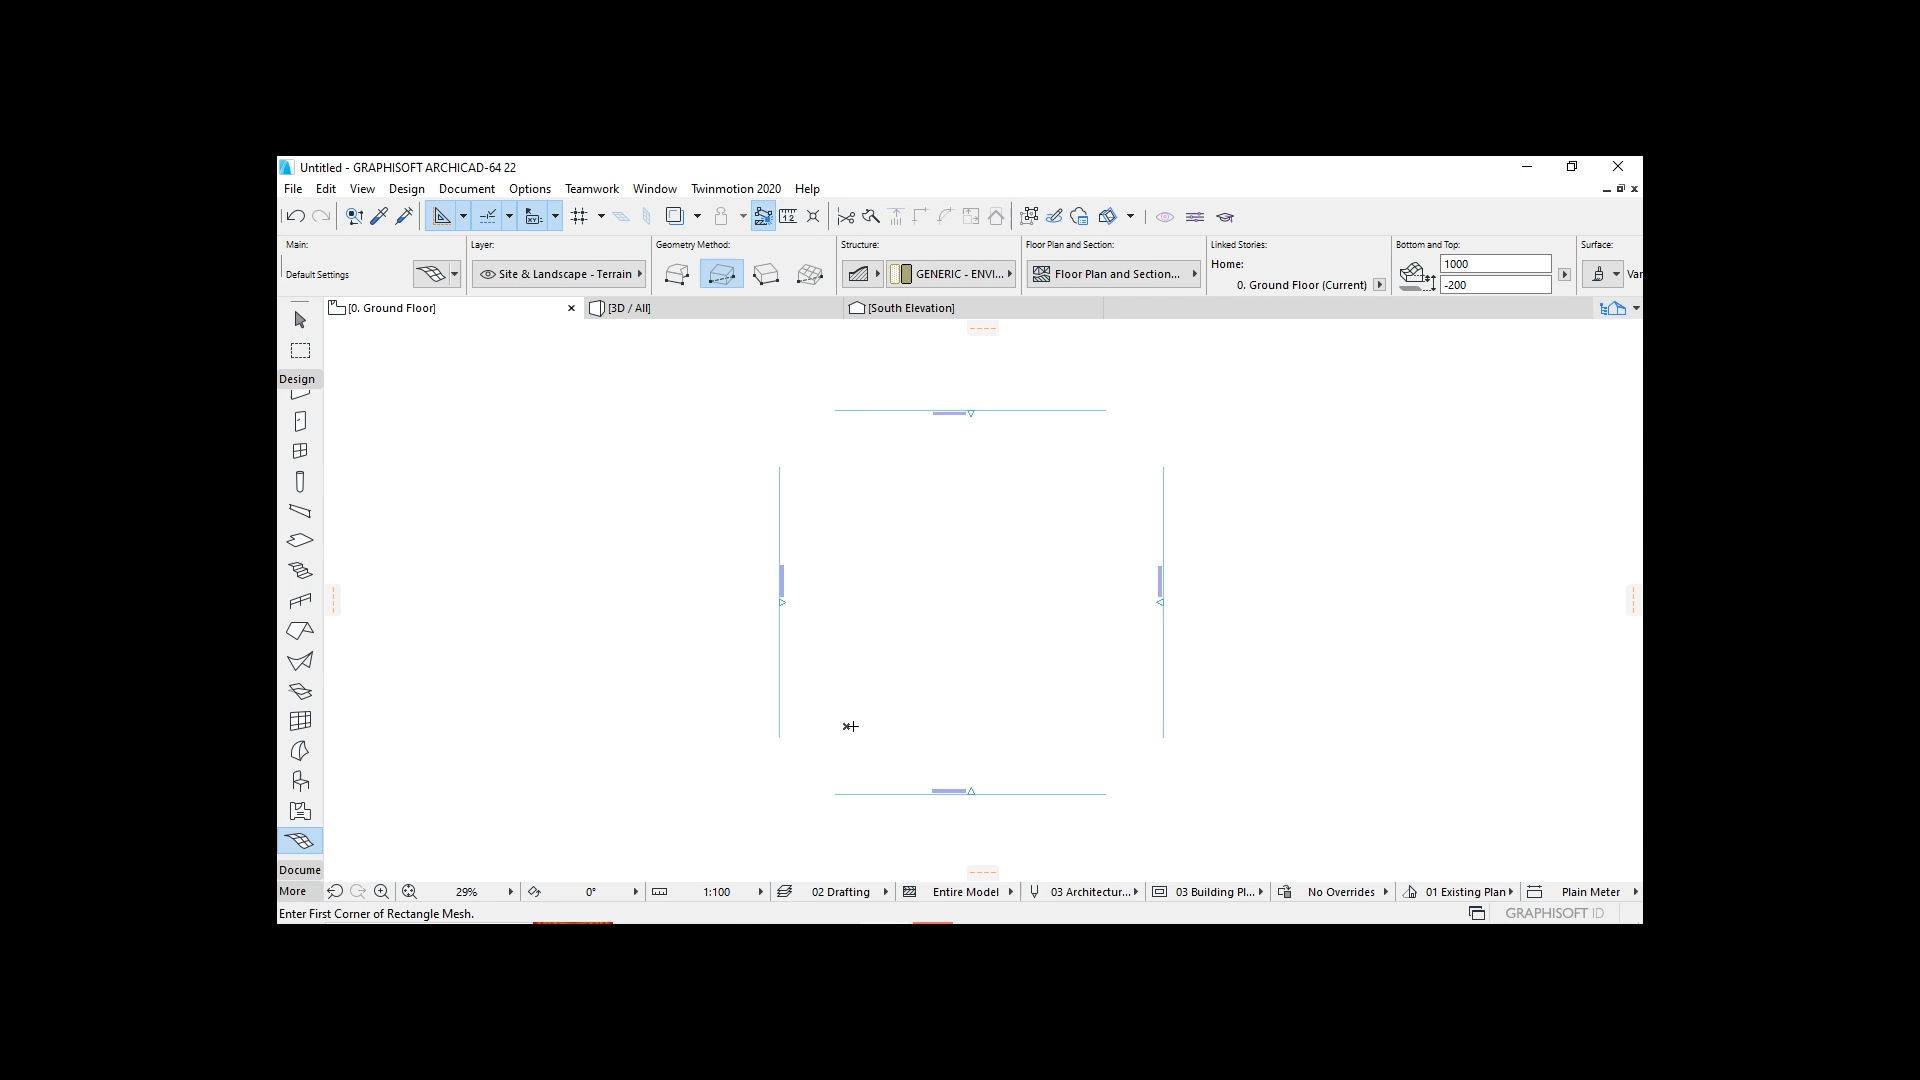 Untitled - GRAPHISOFT ARCHICAD-64 22
File Edit View Design Document Options Teamwork Window Twinmotion 2020 Help
Main: Layer: Geometry Method: Structure: Floor Plan and Section: Linked Stories: Bottom and Top: Surface:
Home: 1000
Default Settings Site & Landscape - Terrain GENERIC - ENVI... Floor Plan and Section... Var
0. Ground Floor (Current) -200
[0. Ground Floor] [3D / All] [South Elevation]
Design
Docume
More 29% 0° 1:100 02 Drafting Entire Model 03 Architectur... 03 Building Pl... No Overrides 01 Existing Plan Plain Meter
Enter First Corner of Rectangle Mesh. GRAPHISOFT ID